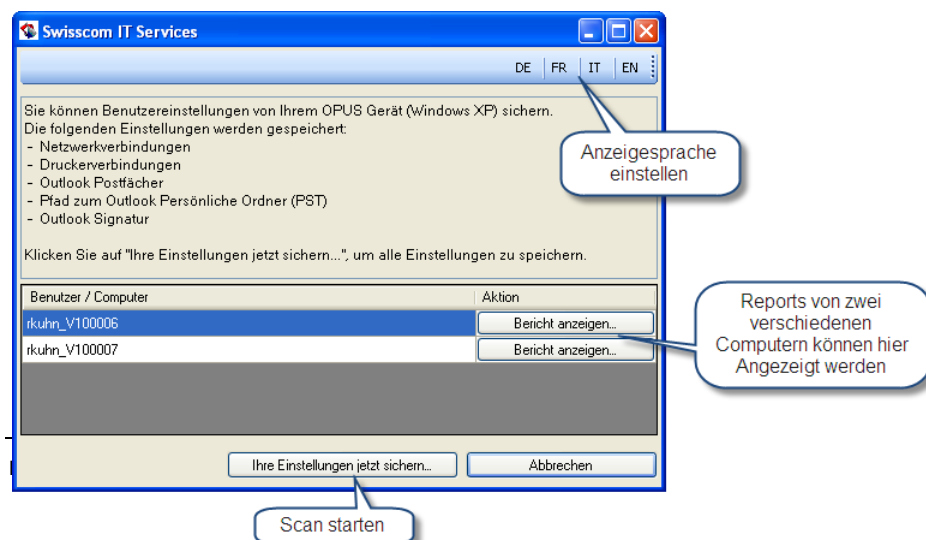 Swisscom IT Services
DE FR IT EN
Sie können Benutzereinstellungen von Ihrem OPUS Gerät (Windows XP) sichern.
Die folgenden Einstellungen werden gespeichert:
- Netzwerkverbindungen
- Druckerverbindungen
- Outlook Postfächer
- Pfad zum Outlook Persönliche Ordner (PST)
- Outlook Signatur
Klicken Sie auf "Ihre Einstellungen jetzt sichern...", um alle Einstellungen zu speichern.
Anzeigesprache
einstellen
Benutzer / Computer Aktion
rkuhn_V100006 Bericht anzeigen...
rkuhn_V100007 Bericht anzeigen...
Reports von zwei
verschiedenen
Computern können hier
Angezeigt werden
Ihre Einstellungen jetzt sichern... Abbrechen
Scan starten